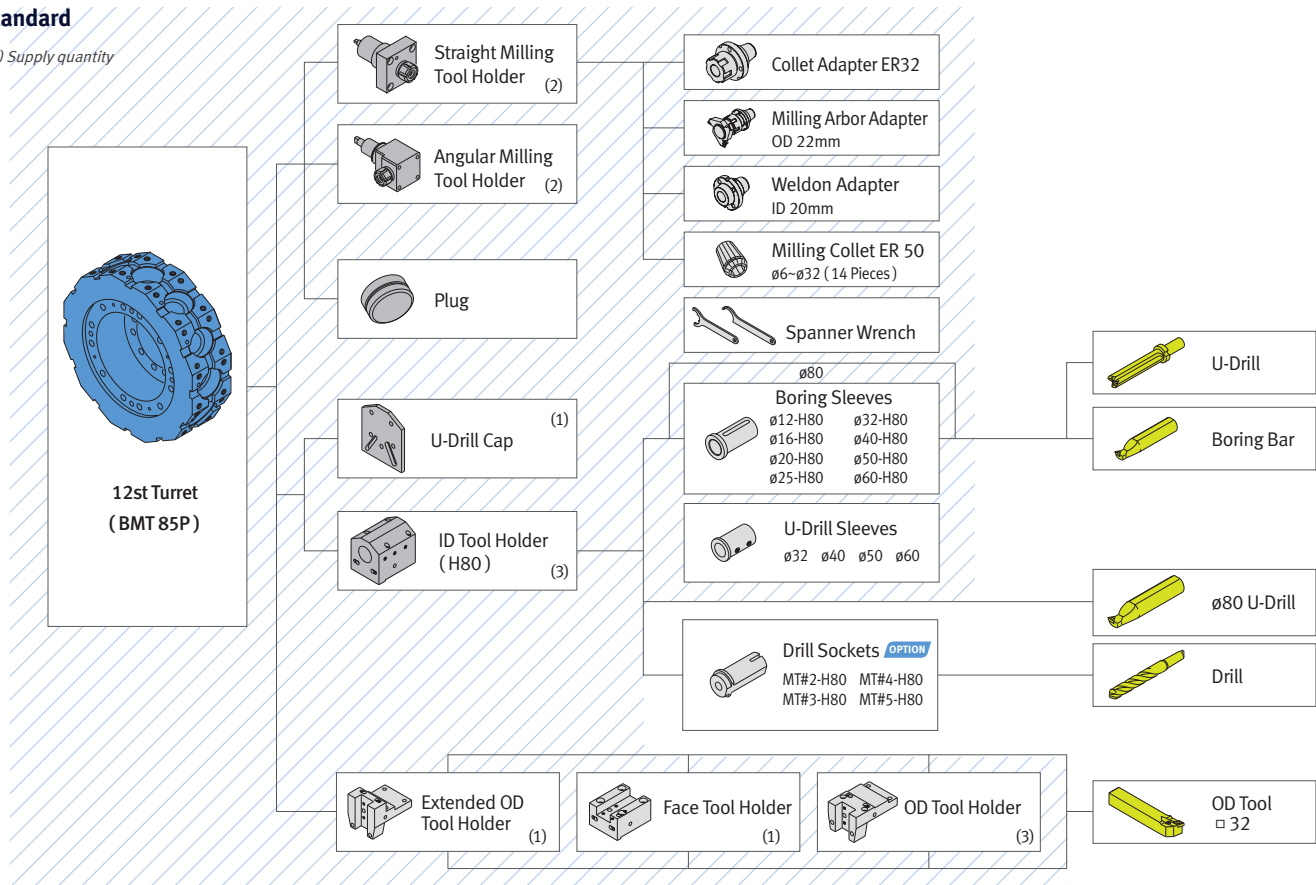 ) Supply quantity
Straight Milling
Tool Holder
(2)
Collet Adapter ER32
Milling Arbor Adapter
OD 22mm
Angular Milling
Tool Holder
(2)
Weldon Adapter
ID 20mm
Milling Collet ER 50
ø6~ø32 ( 14 Pieces )
Plug
Spanner Wrench
12st Turret
( BMT 85P )
U-Drill Cap
(1)
ID Tool Holder
( H80 )
(3)
ø80
Boring Sleeves
ø12-H80 ø32-H80
ø16-H80 ø40-H80
ø20-H80 ø50-H80
ø25-H80 ø60-H80
U-Drill Sleeves
ø32 ø40 ø50 ø60
Drill Sockets OPTION
MT#2-H80 MT#4-H80
MT#3-H80 MT#5-H80
U-Drill
Boring Bar
ø80 U-Drill
Drill
Extended OD
Tool Holder
(1)
Face Tool Holder
(1)
OD Tool Holder
(3)
OD Tool
□ 32